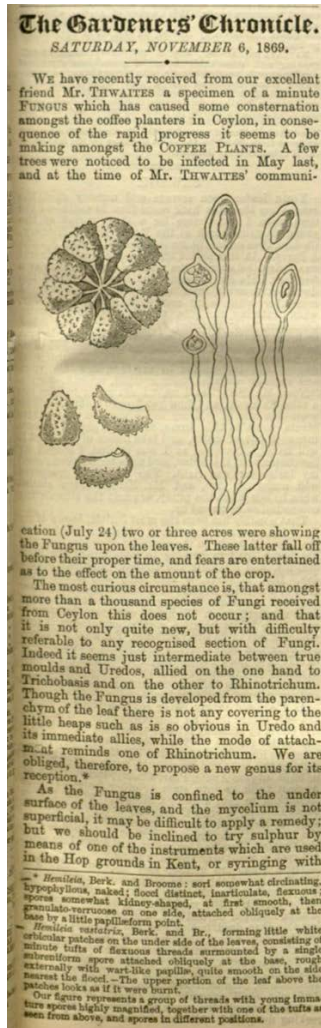 The Gardeners' Chronicle.
SATURDAY, NOVEMBER 6, 1869.
WE have recently received from our excellent
friend Mr. THWAITES a specimen of a minute
FUNGUS which has caused some consternation
amongst the coffee planters in Ceylon, in conse-
quence of the rapid progress it seems to be
making amongst the COFFEE PLANTS. A few
trees were noticed to be infected in May last,
and at the time of Mr. THWAITES' communi-
cation (July 24) two or three acres were showing
the Fungus upon the leaves. These latter fall off
before their proper time, and fears are entertained
as to the effect on the amount of the crop.
The most curious circumstance is, that amongst
more than a thousand species of Fungi received
from Ceylon this does not occur; and that
it is not only quite new, but with difficulty
referable to any recognised section of Fungi.
Indeed it seems just intermediate between true
moulds and Uredos, allied on the one hand to
Trichobasis and on the other to Rhinotrichum.
Though the Fungus is developed from the paren-
chym of the leaf there is not any covering to the
little heaps such as is so obvious in Uredo and
its immediate allies, while the mode of attach-
ment reminds one of Rhinotrichum. We are
obliged, therefore, to propose a new genus for its
reception.*
As the Fungus is confined to the under
surface of the leaves, and the mycelium is not
superficial, it may be difficult to apply a remedy;
but we should be inclined to try sulphur by
means of one of the instruments which are used
in the Hop grounds in Kent, or syringing with
—* Hemileia, Berk. and Broome: sori somewhat circinating,
hypophyllous, naked; flocci distinct, inarticulate, flexuous;
spores somewhat kidney-shaped, at first smooth, then
granulato-verrucose on one side, attached obliquely at the
base by a little papillæform point.
Hemileia vastatrix, Berk. and Br., forming little white
orbicular patches on the under side of the leaves, consisting of
minute tufts of flexuous threads surmounted by a single
subreniform spore attached obliquely at the base, rough
externally with wart-like papillæ, quite smooth on the side
nearest the flocci.—The upper portion of the leaf above the
patches looks as if it were burnt.
Our figure represents a group of threads with young imma-
ture spores highly magnified, together with one of the tufts as
seen from above, and spores in different positions.